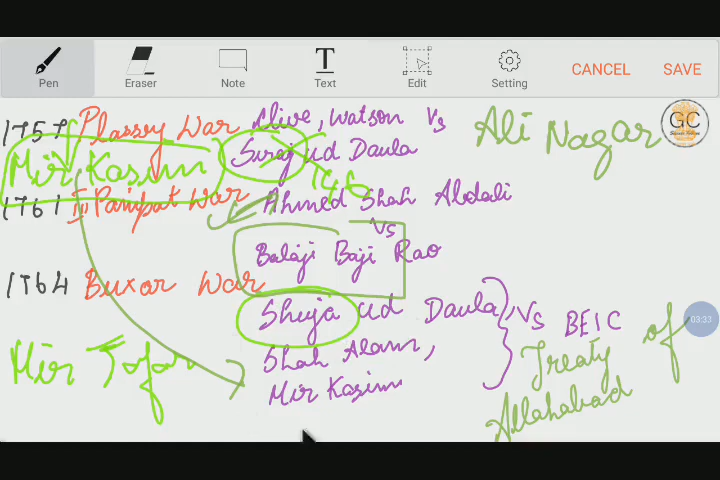 Pen Eraser Note Text Edit Setting CANCEL SAVE
1757 Plassey War Clive, Watson Vs Ali Nagar
GC
Mir Kasim Suraj ud Daula
1761 III Panipat War Ahmed Shah Abdali
Vs
Balaji Baji Rao
1764 Buxar War
Shuja ud Daula, Vs BEIC
03:33
Mir Jafar Shah Alam, Treaty of
Mir Kasim Allahabad